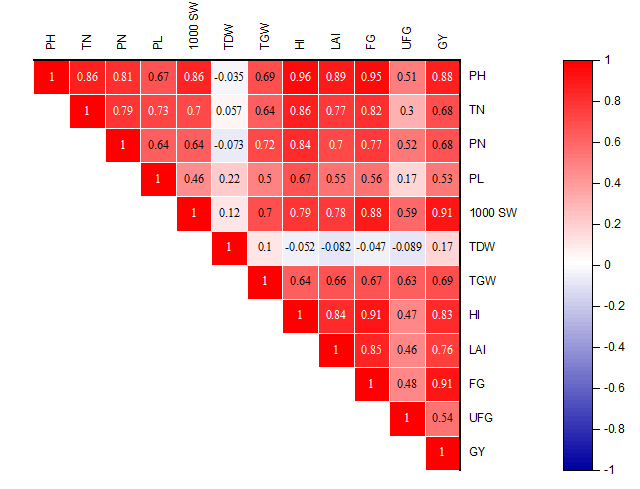 PH TN PN PL 1000 SW TDW TGW HI LAI FG UFG GY
1 0.86 0.81 0.67 0.86 -0.035 0.69 0.96 0.89 0.95 0.51 0.88 PH
1 0.79 0.73 0.7 0.057 0.64 0.86 0.77 0.82 0.3 0.68 TN
1 0.64 0.64 -0.073 0.72 0.84 0.7 0.77 0.52 0.68 PN
1 0.46 0.22 0.5 0.67 0.55 0.56 0.17 0.53 PL
1 0.12 0.7 0.79 0.78 0.88 0.59 0.91 1000 SW
1 0.1 -0.052 -0.082 -0.047 -0.089 0.17 TDW
1 0.64 0.66 0.67 0.63 0.69 TGW
1 0.84 0.91 0.47 0.83 HI
1 0.85 0.46 0.76 LAI
1 0.48 0.91 FG
1 0.54 UFG
1 GY
1
0.8
0.6
0.4
0.2
0
-0.2
-0.4
-0.6
-0.8
-1